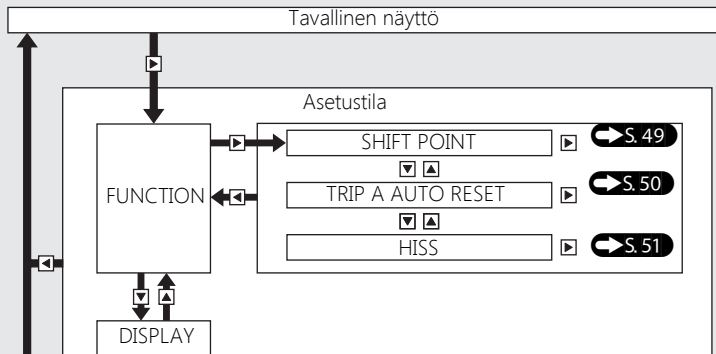 Tavallinen näyttö
Asetustila
SHIFT POINT
S. 49
FUNCTION
TRIP A AUTO RESET
S. 50
HISS
S. 51
DISPLAY